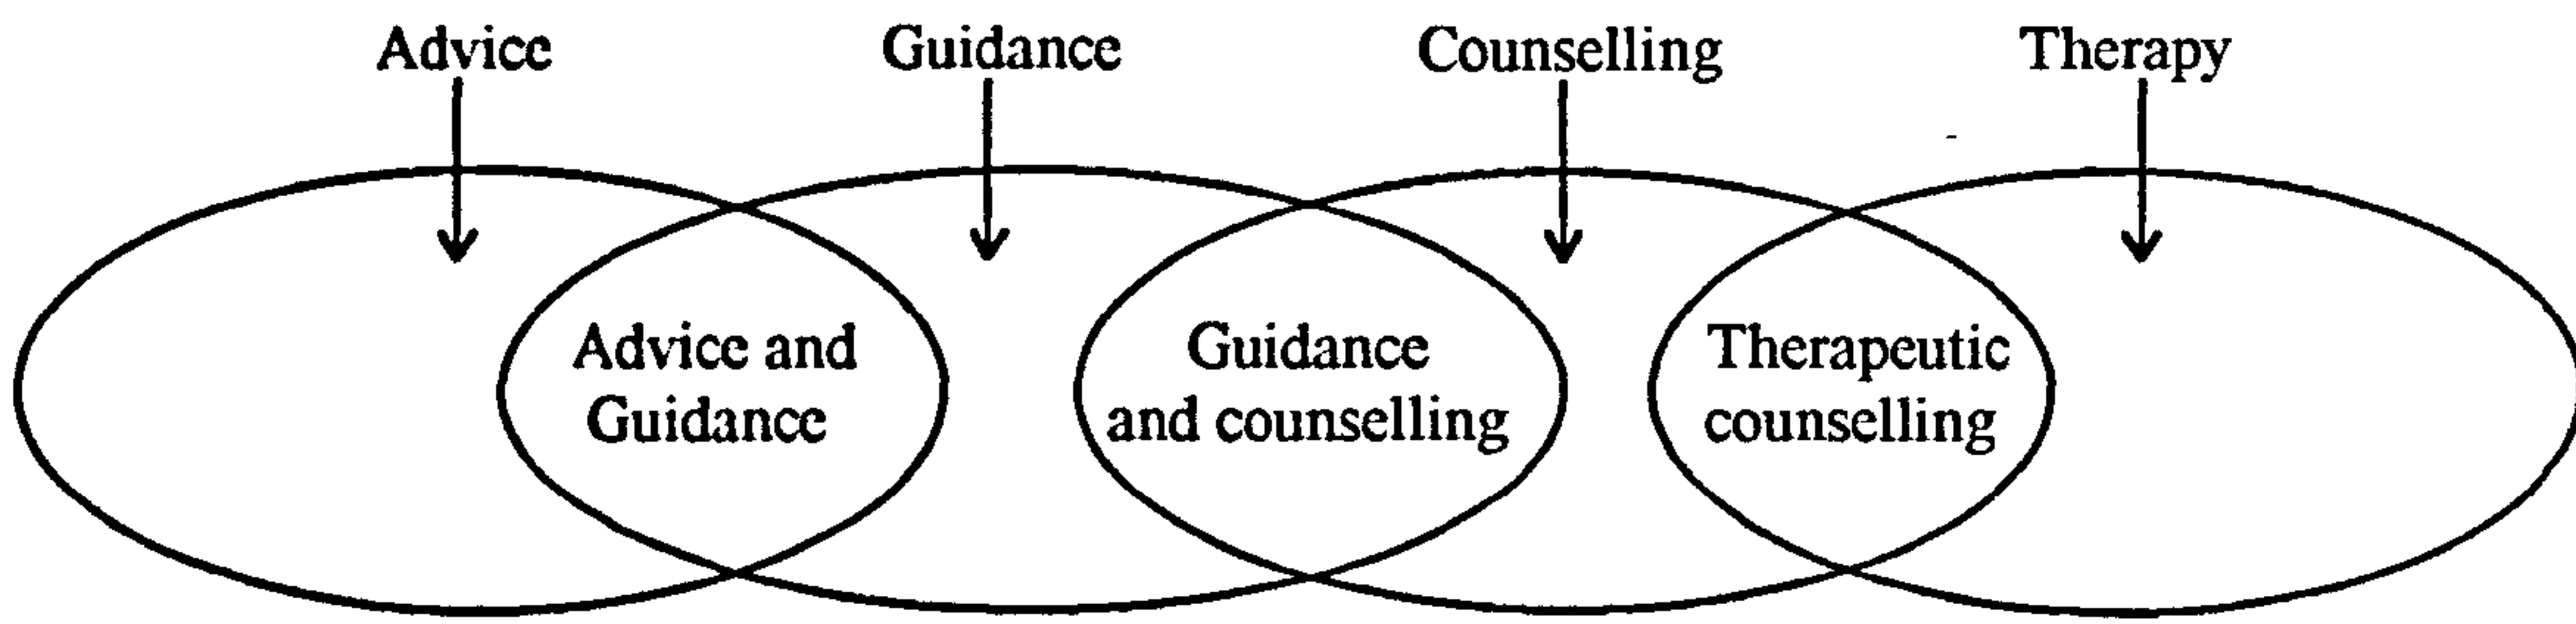 Advice Guidance Counselling Therapy
Advice and
Guidance
Guidance
and counselling
Therapeutic
counselling